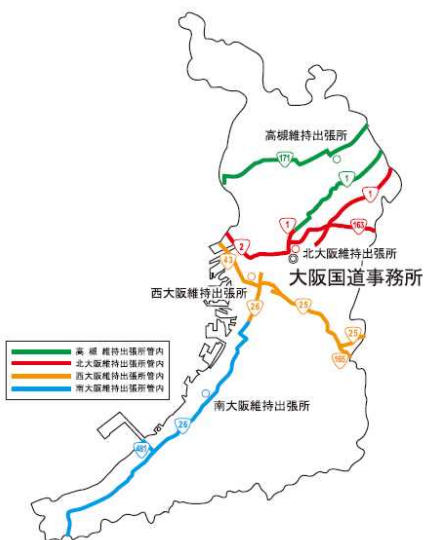 高槻維持出張所
171
1
1
1
163
2
北大阪維持出張所
43
大阪国道事務所
西大阪維持出張所
26
25
25
165
高 槻 維持出張所管内
北大阪維持出張所管内
西大阪維持出張所管内
南大阪維持出張所管内
南大阪維持出張所
26
481